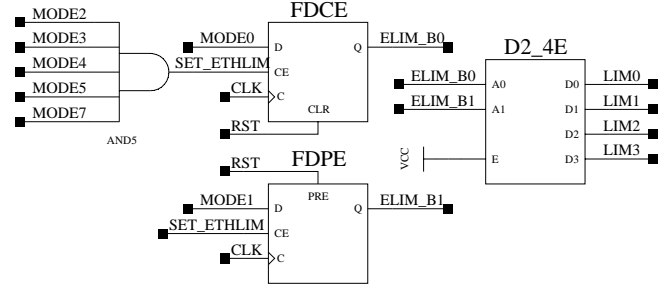 MODE2
MODE3
MODE4
MODE5
MODE7
AND5
SET_ETHLIM
FDCE
MODE0
D
Q
ELIM_B0
CE
CLK
C
CLR
RST
FDPE
RST
PRE
MODE1
D
Q
ELIM_B1
SET_ETHLIM
CE
CLK
C
D2_4E
ELIM_B0
A0
D0
LIM0
ELIM_B1
A1
D1
LIM1
D2
LIM2
VCC
E
D3
LIM3